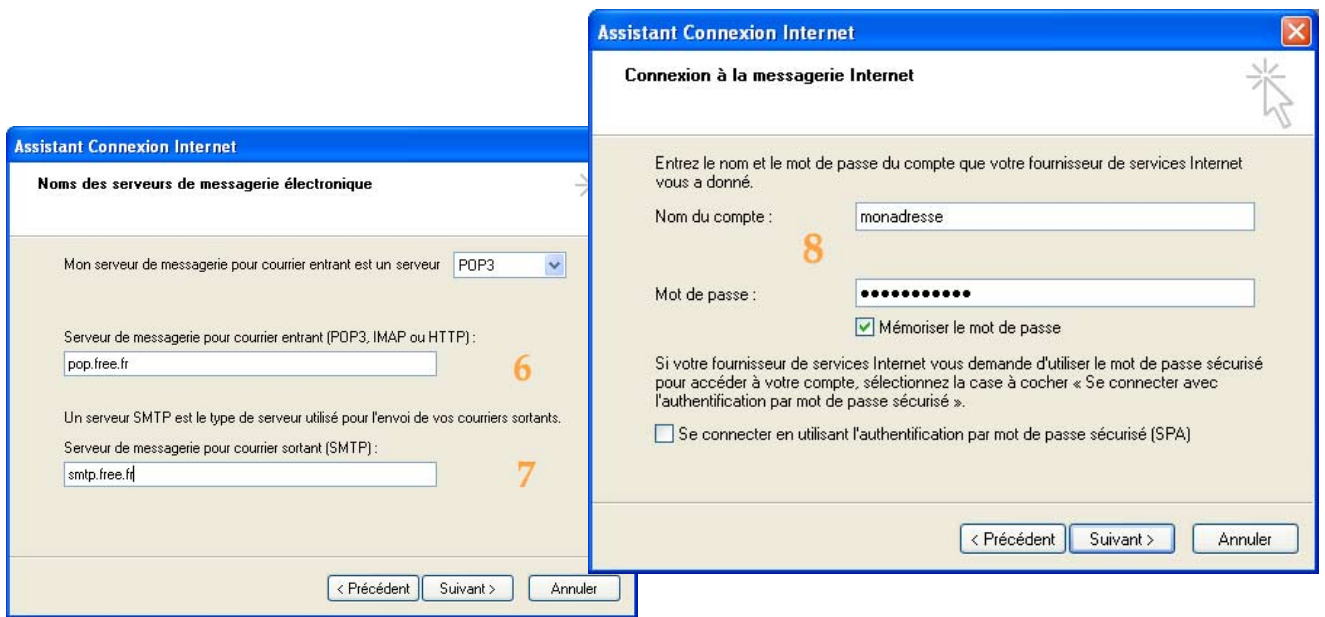 Assistant Connexion Internet
Noms des serveurs de messagerie électronique
Mon serveur de messagerie pour courrier entrant est un serveur POP3
Serveur de messagerie pour courrier entrant (POP3, IMAP ou HTTP) :
pop.free.fr
6
Un serveur SMTP est le type de serveur utilisé pour l'envoi de vos courriers sortants.
Serveur de messagerie pour courrier sortant (SMTP) :
smtp.free.fr
7
< Précédent Suivant > Annuler
Assistant Connexion Internet
Connexion à la messagerie Internet
Entrez le nom et le mot de passe du compte que votre fournisseur de services Internet
vous a donné.
Nom du compte : monadresse
8
Mot de passe : •••••••••••
Mémoriser le mot de passe
Si votre fournisseur de services Internet vous demande d'utiliser le mot de passe sécurisé
pour accéder à votre compte, sélectionnez la case à cocher « Se connecter avec
l'authentification par mot de passe sécurisé ».
Se connecter en utilisant l'authentification par mot de passe sécurisé (SPA)
< Précédent Suivant > Annuler